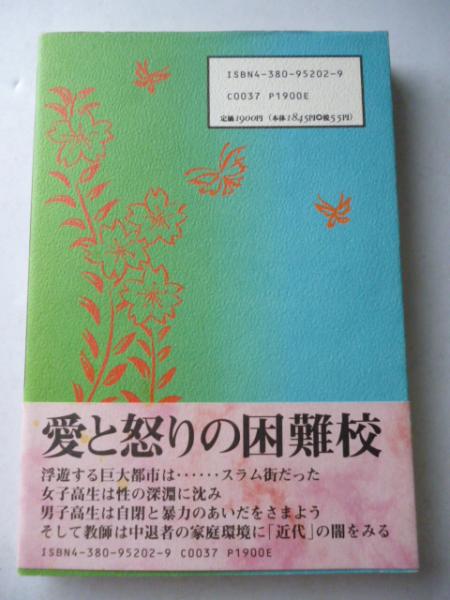 ISBN4-380-95202-9
C0037 P1900E
定価1900円（本体1845円✿税55円）
愛と怒りの困難校
浮遊する巨大都市は‥‥‥スラム街だった
女子高生は性の深淵に沈み
男子高生は自閉と暴力のあいだをさまよう
そして教師は中退者の家庭環境に「近代」の闇をみる
ISBN4-380-95202-9 C0037 P1900E